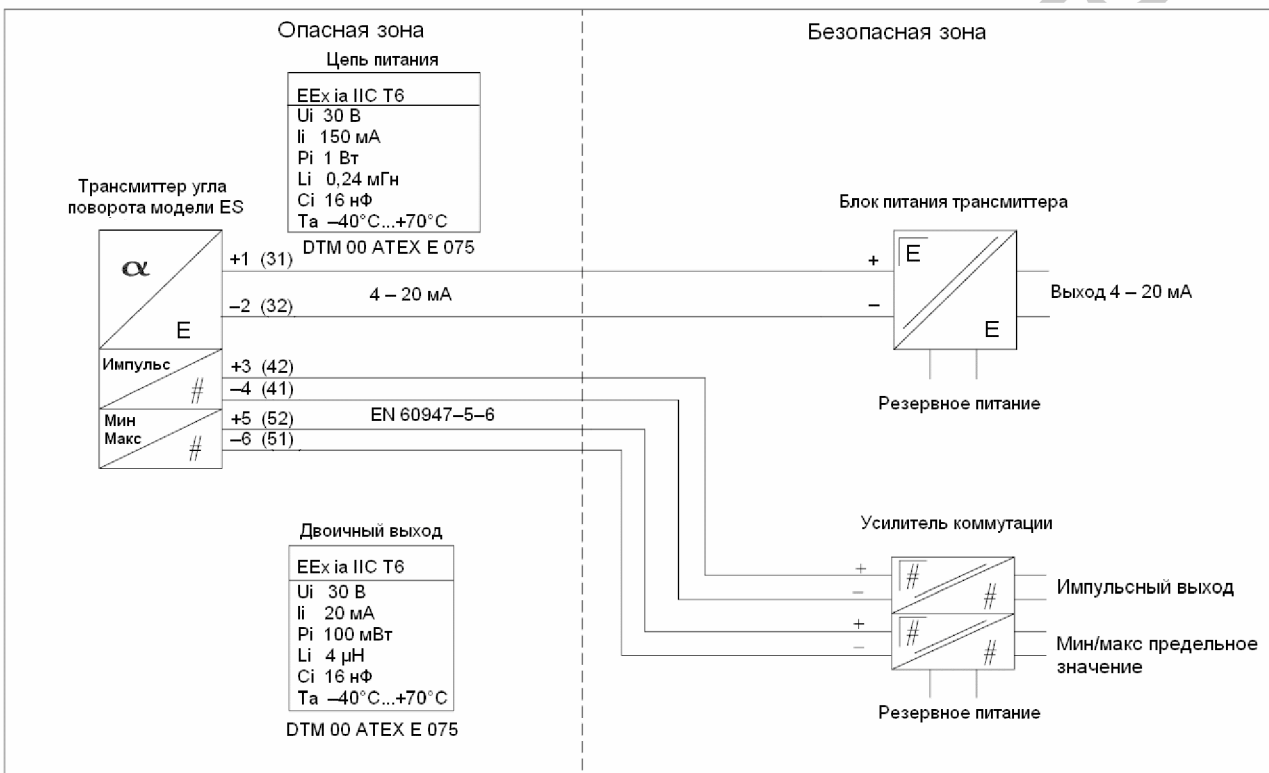 Опасная зона
Безопасная зона
Цепь питания
EEx ia IIC T6
Ui 30 В
Ii 150 мА
Pi 1 Вт
Li 0,24 мГн
Ci 16 нФ
Ta –40°C...+70°C
DTM 00 ATEX E 075
Трансмиттер угла
поворота модели ES
Блок питания трансмиттера
α
E
+1 (31)
4 – 20 мА
–2 (32)
+
–
E
E
Выход 4 – 20 мА
Импульс
#
+3 (42)
–4 (41)
Резервное питание
Мин
Макс
#
+5 (52)
–6 (51)
EN 60947–5–6
Двоичный выход
EEx ia IIC T6
Ui 30 В
Ii 20 мА
Pi 100 мВт
Li 4 µH
Ci 16 нФ
Ta –40°C...+70°C
DTM 00 ATEX E 075
Усилитель коммутации
+
–
#
#
Импульсный выход
+
–
#
#
Мин/макс предельное
значение
Резервное питание